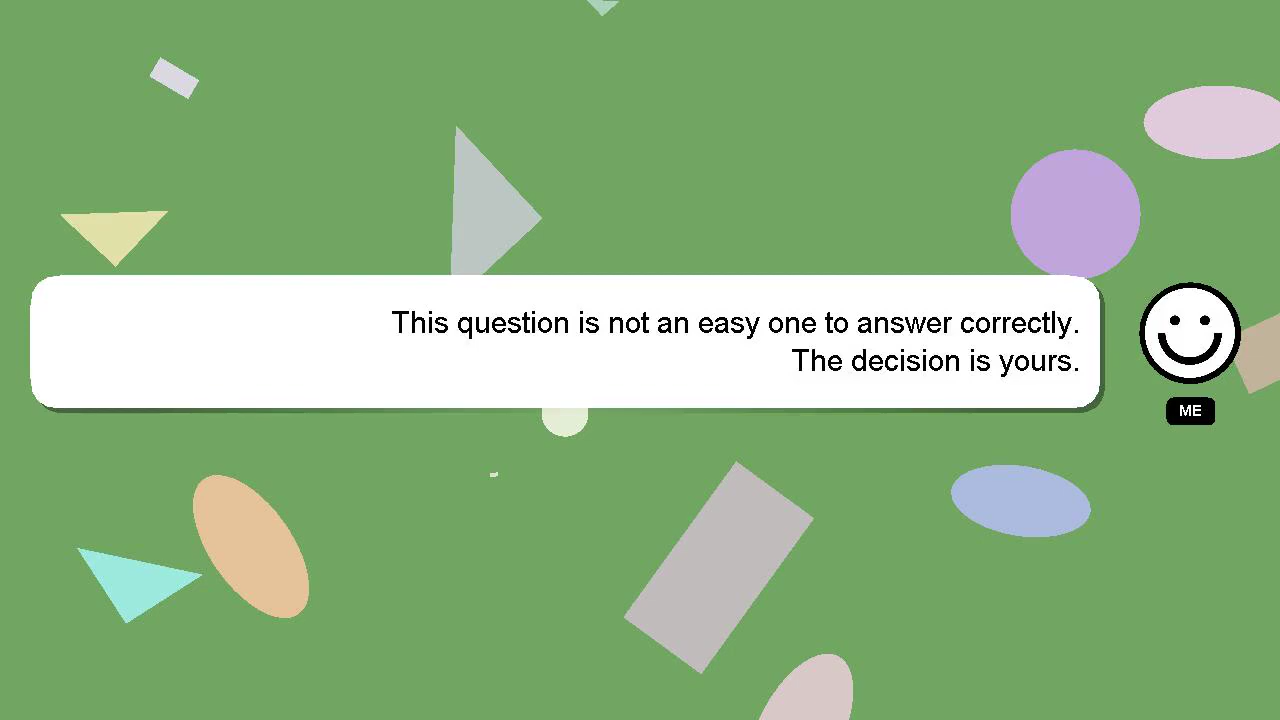 This question is not an easy one to answer correctly.
The decision is yours.
ME